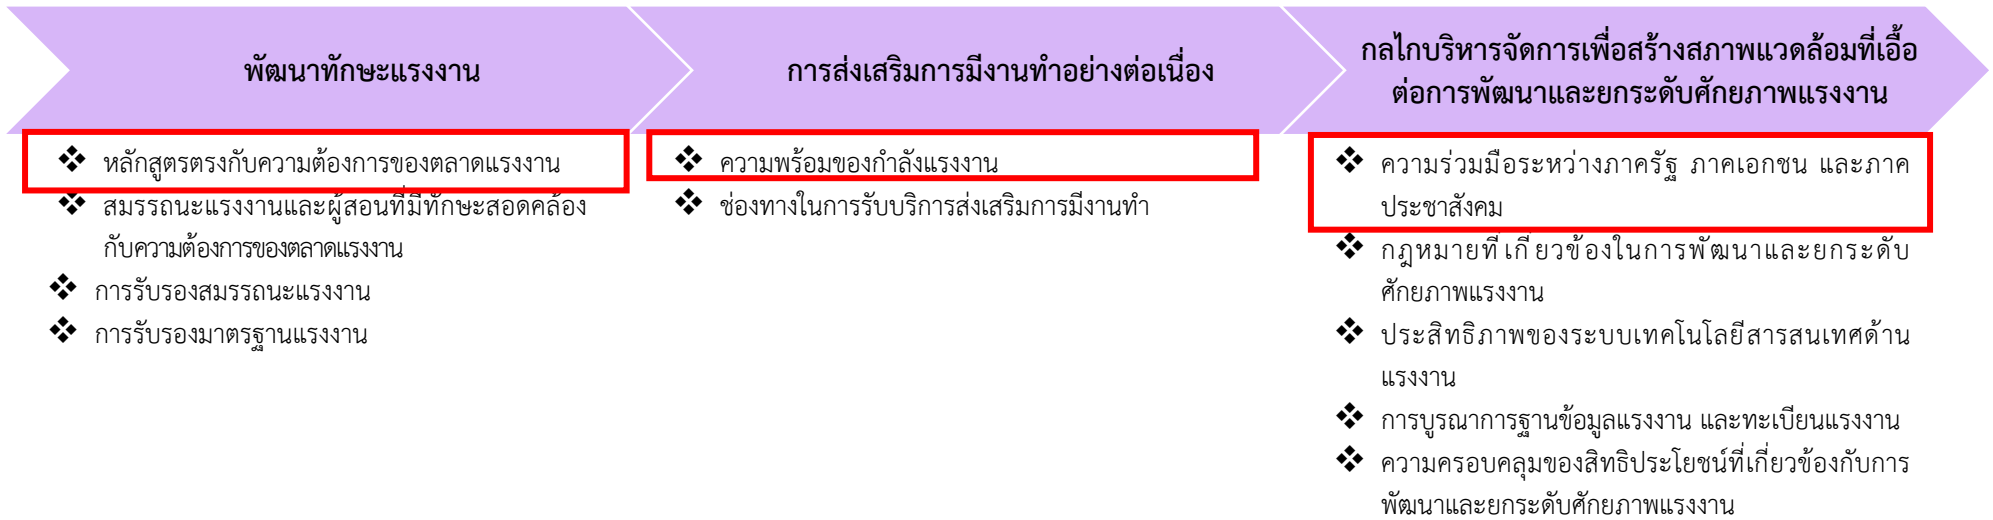 พัฒนาทักษะแรงงาน
❖ หลักสูตรตรงกับความต้องการของตลาดแรงงาน
❖ สมรรถนะแรงงานและผู้สอนที่มีทักษะสอดคล้อง
กับความต้องการของตลาดแรงงาน
❖ การรับรองสมรรถนะแรงงาน
❖ การรับรองมาตรฐานแรงงาน
การส่งเสริมการมีงานทำอย่างต่อเนื่อง
❖ ความพร้อมของกำลังแรงงาน
❖ ช่องทางในการรับบริการส่งเสริมการมีงานทำ
กลไกบริหารจัดการเพื่อสร้างสภาพแวดล้อมที่เอื้อ
ต่อการพัฒนาและยกระดับศักยภาพแรงงาน
❖ ความร่วมมือระหว่างภาครัฐ ภาคเอกชน และภาค
ประชาสังคม
❖ กฎหมายที่เกี่ยวข้องในการพัฒนาและยกระดับ
ศักยภาพแรงงาน
❖ ประสิทธิภาพของระบบเทคโนโลยีสารสนเทศด้าน
แรงงาน
❖ การบูรณาการฐานข้อมูลแรงงาน และทะเบียนแรงงาน
❖ ความครอบคลุมของสิทธิประโยชน์ที่เกี่ยวข้องกับการ
พัฒนาและยกระดับศักยภาพแรงงาน